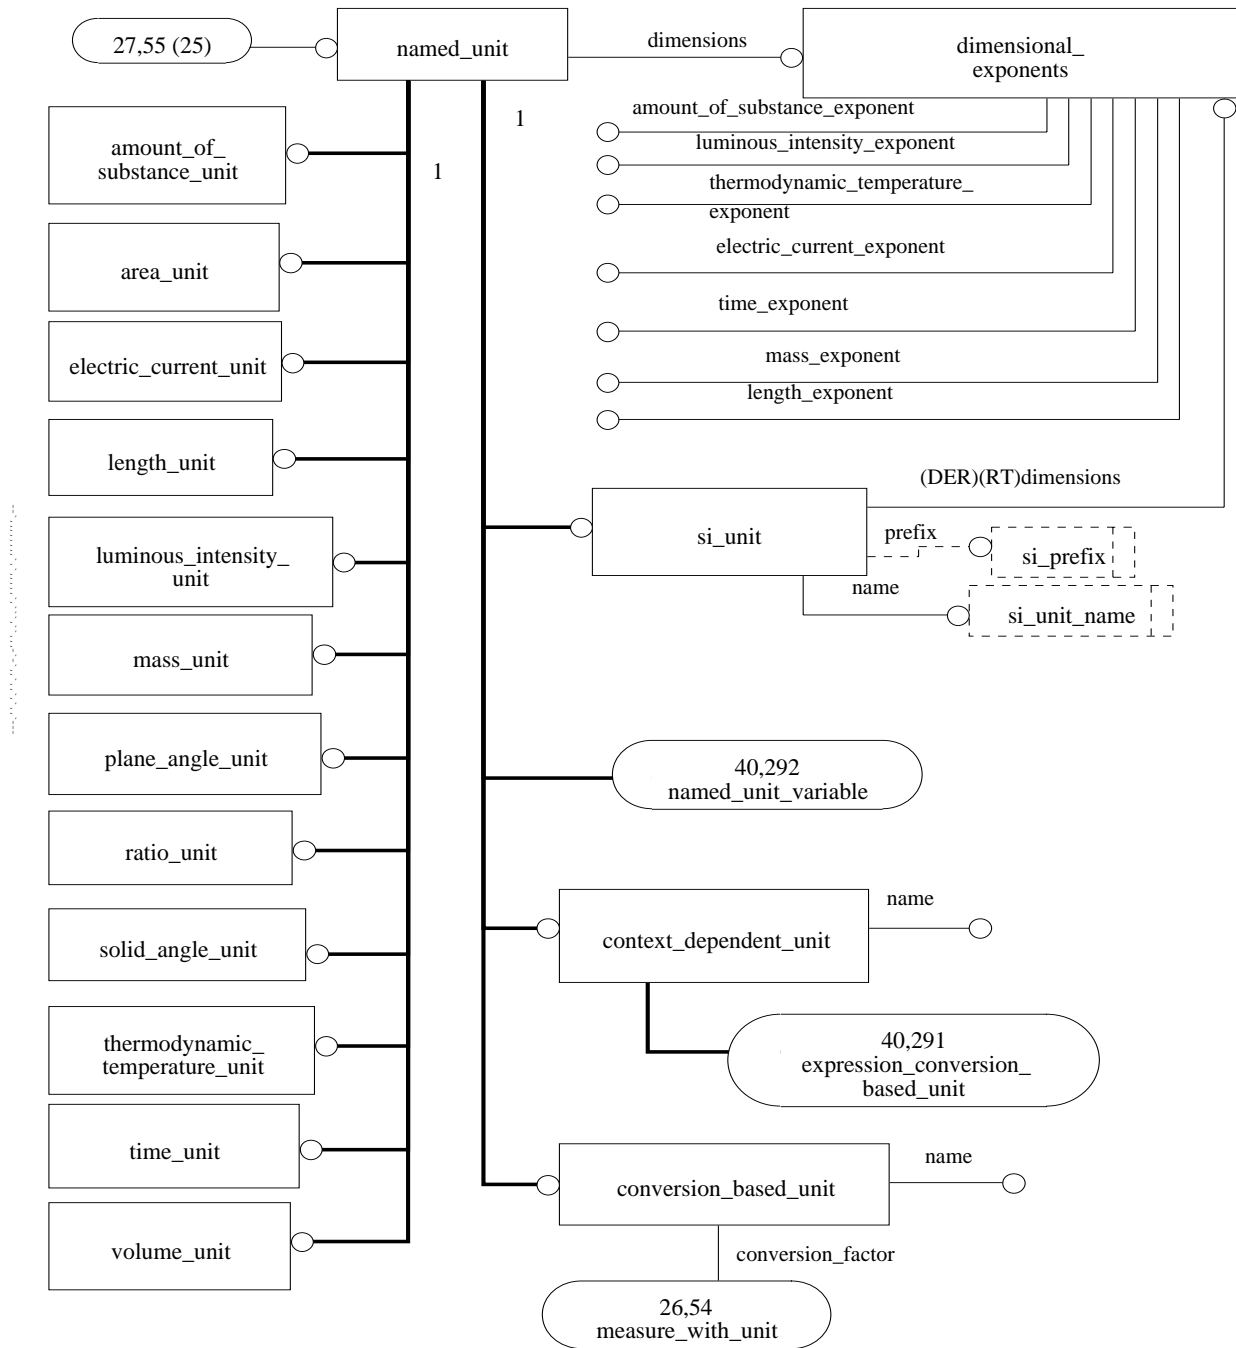 27,55 (25)
named_unit
dimensions
dimensional_
exponents
1
1
amount_of_substance_exponent
luminous_intensity_exponent
thermodynamic_temperature_
exponent
electric_current_exponent
time_exponent
mass_exponent
length_exponent
amount_of_
substance_unit
area_unit
electric_current_unit
length_unit
luminous_intensity_
unit
mass_unit
plane_angle_unit
ratio_unit
solid_angle_unit
thermodynamic_
temperature_unit
time_unit
volume_unit
(DER)(RT)dimensions
si_unit
prefix
si_prefix
name
si_unit_name
40,292
named_unit_variable
context_dependent_unit
name
40,291
expression_conversion_
based_unit
conversion_based_unit
name
conversion_factor
26,54
measure_with_unit